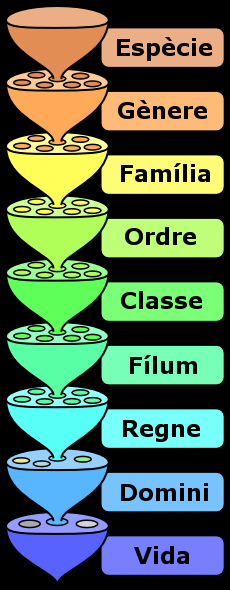 Espècie
Gènere
Família
Ordre
Classe
Fílum
Regne
Domini
Vida